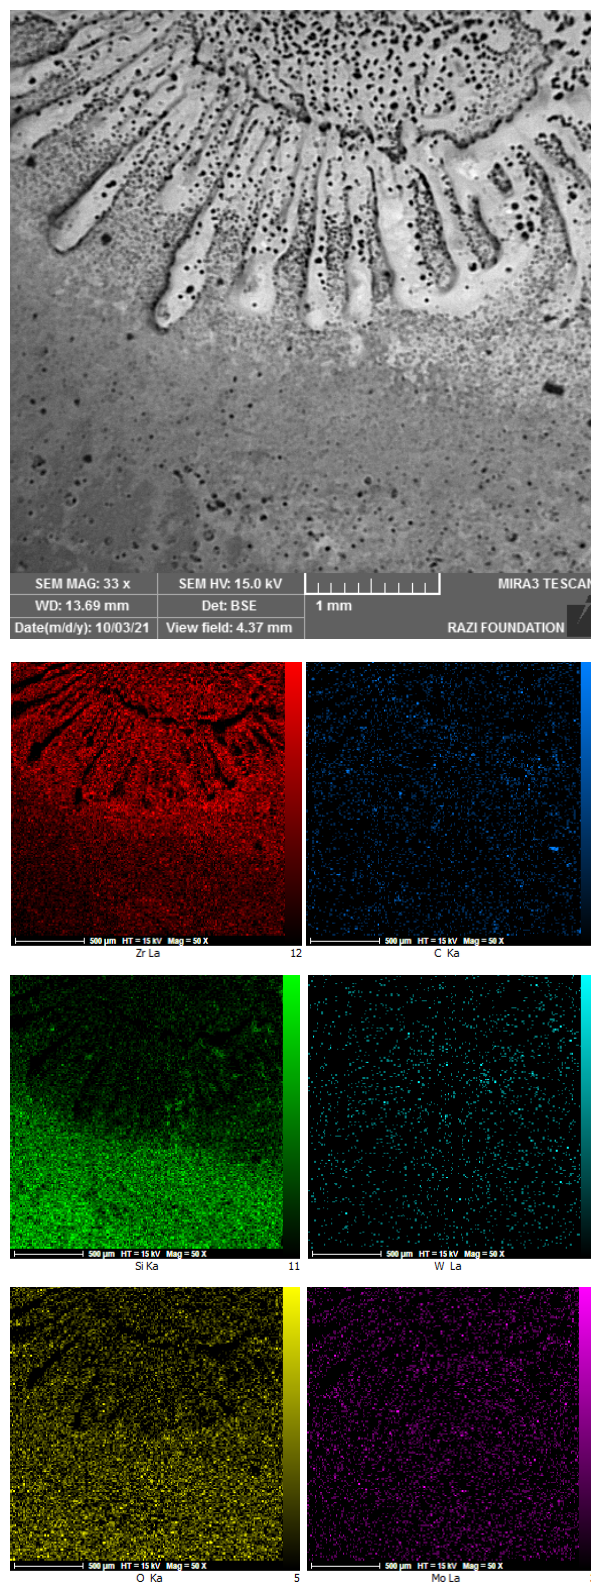 SEM MAG: 33 x SEM HV: 15.0 kV MIRA3 TESCAN
WD: 13.69 mm Det: BSE 1 mm
Date(m/d/y): 10/03/21 View field: 4.37 mm RAZI FOUNDATION
500 µm HT = 15 kV Mag = 50 X 500 µm HT = 15 kV Mag = 50 X
Zr La 12 C Ka
500 µm HT = 15 kV Mag = 50 X 500 µm HT = 15 kV Mag = 50 X
Si Ka 11 W La
500 µm HT = 15 kV Mag = 50 X 500 µm HT = 15 kV Mag = 50 X
O Ka 5 Mo La